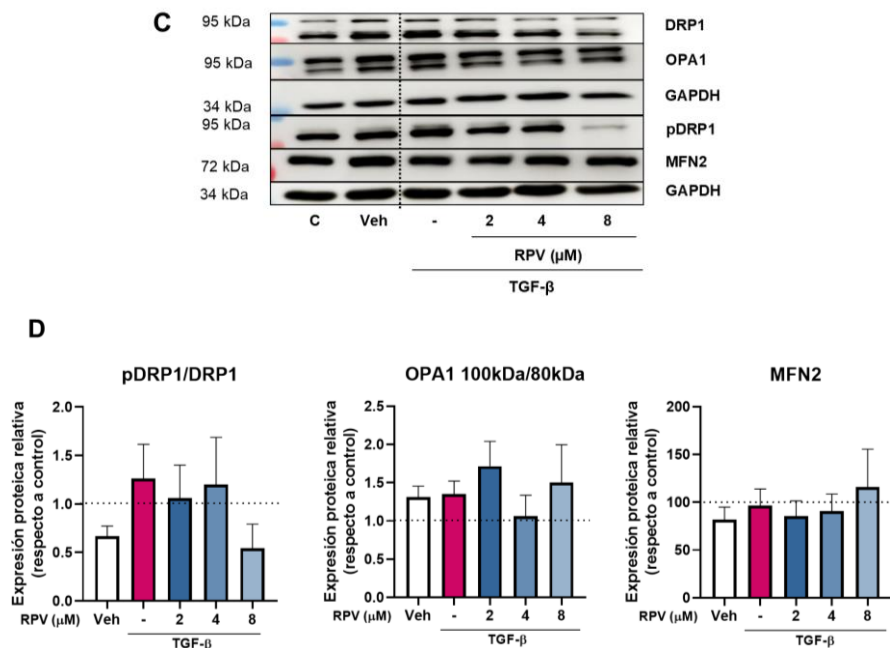 C
95 kDa DRP1
95 kDa OPA1
34 kDa GAPDH
95 kDa pDRP1
72 kDa MFN2
34 kDa GAPDH
C Veh - 2 4 8
RPV (µM)
TGF-β
D
pDRP1/DRP1
Expresión proteica relativa
(respecto a control)
2.0
1.5
1.0
0.5
0.0
Veh - 2 4 8
RPV (µM)
TGF-β
OPA1 100kDa/80kDa
Expresión proteica relativa
(respecto a control)
2.5
2.0
1.5
1.0
0.5
0.0
Veh - 2 4 8
RPV (µM)
TGF-β
MFN2
Expresión proteica relativa
(respecto a control)
200
150
100
50
0
Veh - 2 4 8
RPV (µM)
TGF-β